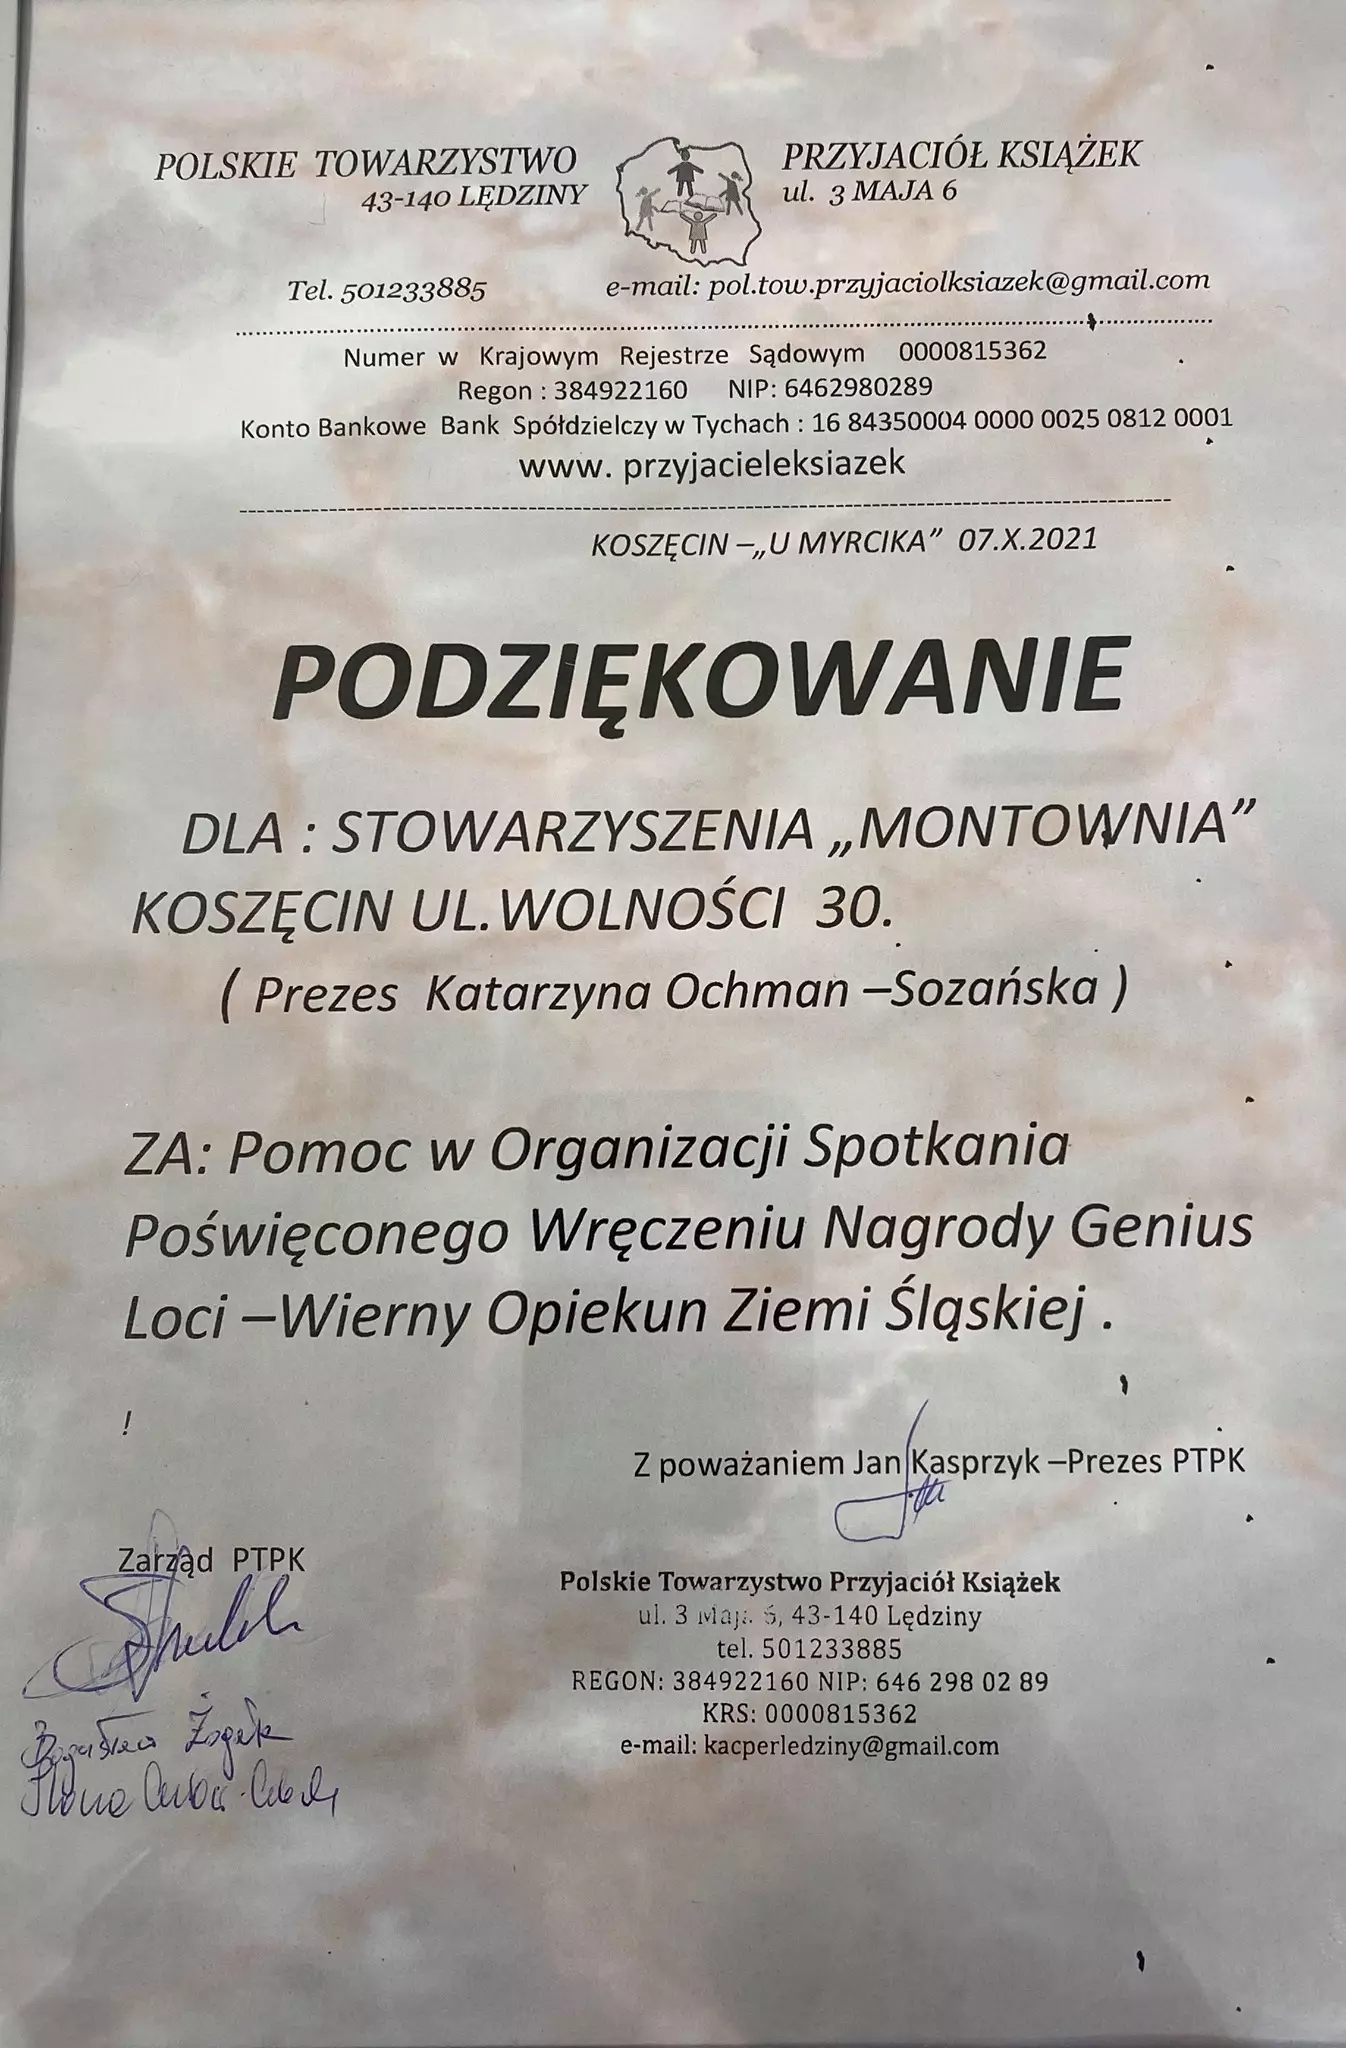 POLSKIE TOWARZYSTWO PRZYJACIÓŁ KSIĄŻEK
43-140 LĘDZINY ul. 3 MAJA 6
Tel. 501233885 e-mail: pol.tow.przyjaciolksiazek@gmail.com
Numer w Krajowym Rejestrze Sądowym 0000815362
Regon : 384922160 NIP: 6462980289
Konto Bankowe Bank Spółdzielczy w Tychach : 16 84350004 0000 0025 0812 0001
www. przyjacieleksiazek
KOSZĘCIN –„U MYRCIKA” 07.X.2021
PODZIĘKOWANIE
DLA : STOWARZYSZENIA „MONTOWNIA”
KOSZĘCIN UL.WOLNOŚCI 30.
( Prezes Katarzyna Ochman –Sozańska )
ZA: Pomoc w Organizacji Spotkania
Poświęconego Wręczeniu Nagrody Genius
Loci –Wierny Opiekun Ziemi Śląskiej .
!
Z poważaniem Jan Kasprzyk –Prezes PTPK
Zarząd PTPK
Polskie Towarzystwo Przyjaciół Książek
ul. 3 Maja 6, 43-140 Lędziny
tel. 501233885
REGON: 384922160 NIP: 646 298 02 89
KRS: 0000815362
e-mail: kacperledziny@gmail.com